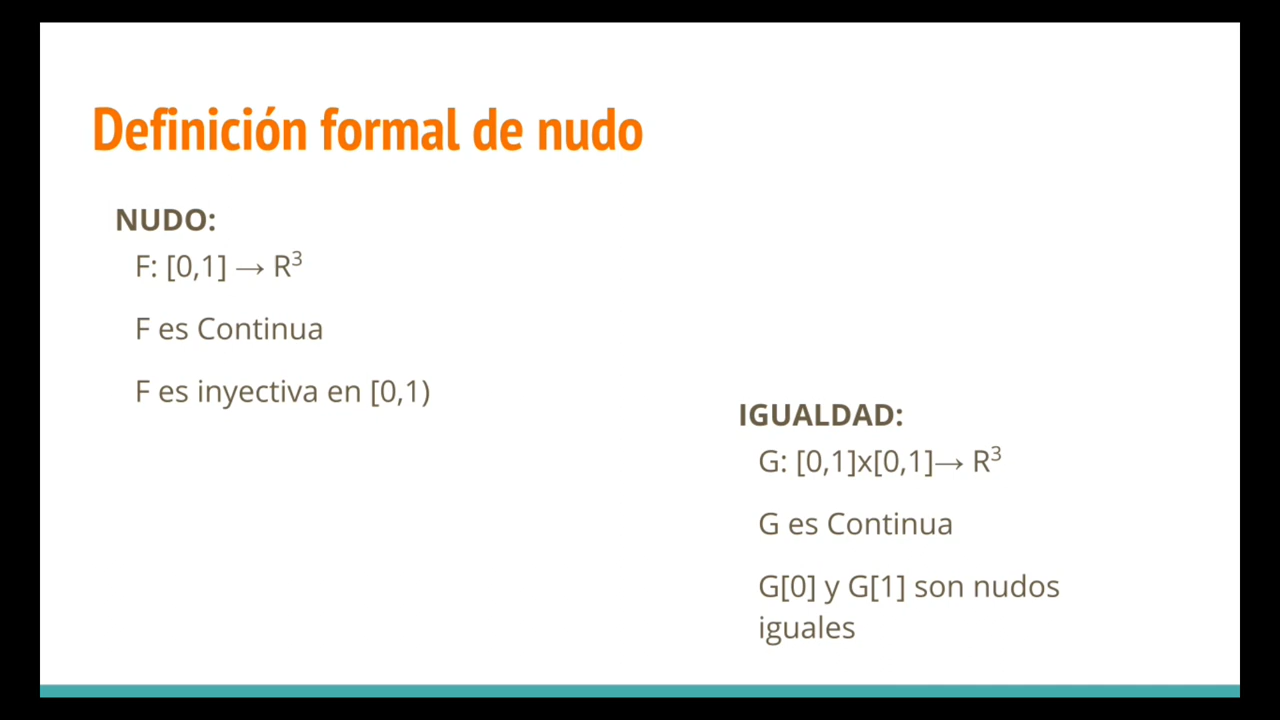 Definición formal de nudo
NUDO:
F: [0,1] → R³
F es Continua
F es inyectiva en [0,1)
IGUALDAD:
G: [0,1]x[0,1]→ R³
G es Continua
G[0] y G[1] son nudos
iguales